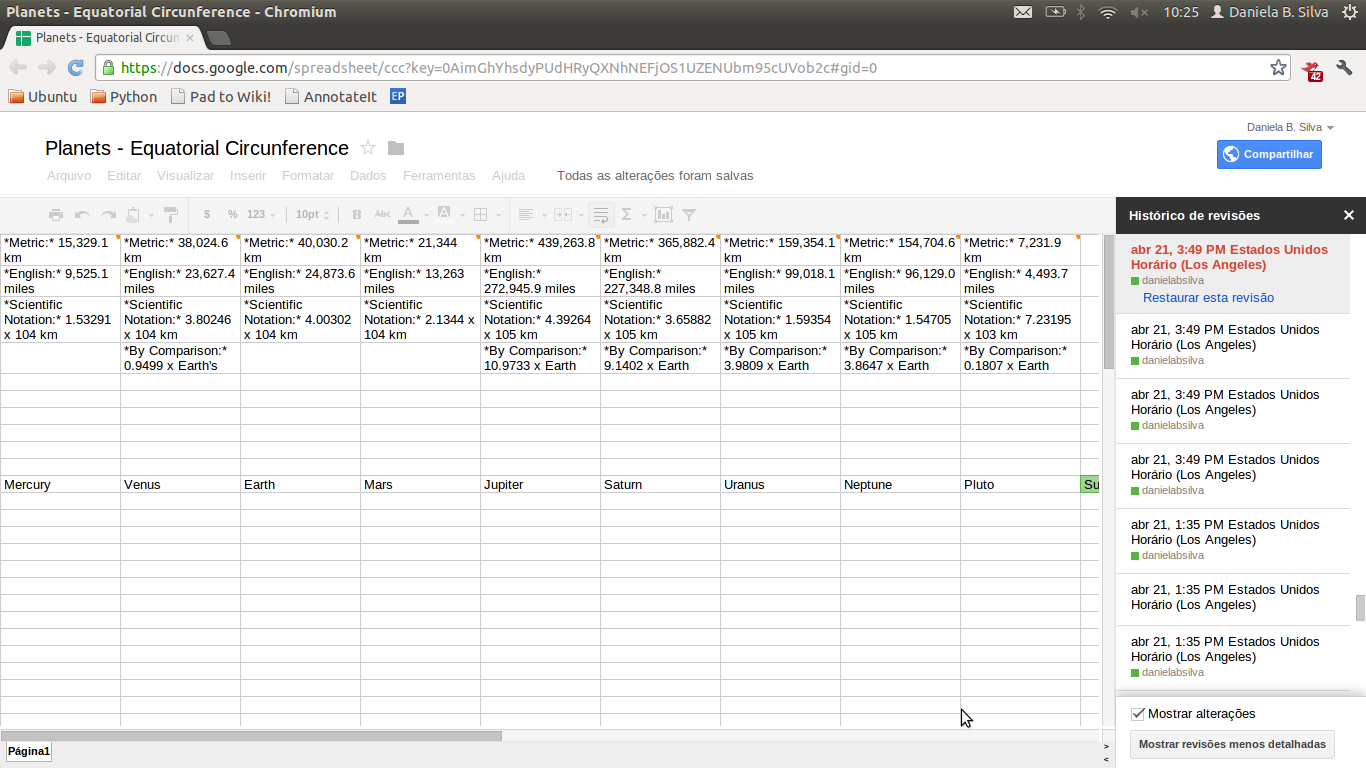 Planets - Equatorial Circunference - Chromium
10:25 Daniela B. Silva
Planets - Equatorial Circun
https://docs.google.com/spreadsheet/ccc?key=0AimGhYhsdyPUdHRyQXNhNEFjOS1UZENUbm95cUVob2c#gid=0
42
Ubuntu Python Pad to Wiki! AnnotateIt EP
Daniela B. Silva
Planets - Equatorial Circunference
Compartilhar
Arquivo Editar Visualizar Inserir Formatar Dados Ferramentas Ajuda Todas as alterações foram salvas
$ % 123 10pt B Abc A A Σ
*Metric:* 15,329.1 km
*Metric:* 38,024.6 km
*Metric:* 40,030.2 km
*Metric:* 21,344 km
*Metric:* 439,263.8 km
*Metric:* 365,882.4 km
*Metric:* 159,354.1 km
*Metric:* 154,704.6 km
*Metric:* 7,231.9 km
*English:* 9,525.1 miles
*English:* 23,627.4 miles
*English:* 24,873.6 miles
*English:* 13,263 miles
*English:* 272,945.9 miles
*English:* 227,348.8 miles
*English:* 99,018.1 miles
*English:* 96,129.0 miles
*English:* 4,493.7 miles
*Scientific Notation:* 1.53291 x 104 km
*Scientific Notation:* 3.80246 x 104 km
*Scientific Notation:* 4.00302 x 104 km
*Scientific Notation:* 2.1344 x 104 km
*Scientific Notation:* 4.39264 x 105 km
*Scientific Notation:* 3.65882 x 105 km
*Scientific Notation:* 1.59354 x 105 km
*Scientific Notation:* 1.54705 x 105 km
*Scientific Notation:* 7.23195 x 103 km
*By Comparison:* 0.9499 x Earth's
*By Comparison:* 10.9733 x Earth
*By Comparison:* 9.1402 x Earth
*By Comparison:* 3.9809 x Earth
*By Comparison:* 3.8647 x Earth
*By Comparison:* 0.1807 x Earth
Mercury Venus Earth Mars Jupiter Saturn Uranus Neptune Pluto Su
Página1
Histórico de revisões
abr 21, 3:49 PM Estados Unidos
Horário (Los Angeles)
danielabsilva
Restaurar esta revisão
abr 21, 3:49 PM Estados Unidos
Horário (Los Angeles)
danielabsilva
abr 21, 3:49 PM Estados Unidos
Horário (Los Angeles)
danielabsilva
abr 21, 3:49 PM Estados Unidos
Horário (Los Angeles)
danielabsilva
abr 21, 1:35 PM Estados Unidos
Horário (Los Angeles)
danielabsilva
abr 21, 1:35 PM Estados Unidos
Horário (Los Angeles)
abr 21, 1:35 PM Estados Unidos
Horário (Los Angeles)
danielabsilva
Mostrar alterações
Mostrar revisões menos detalhadas